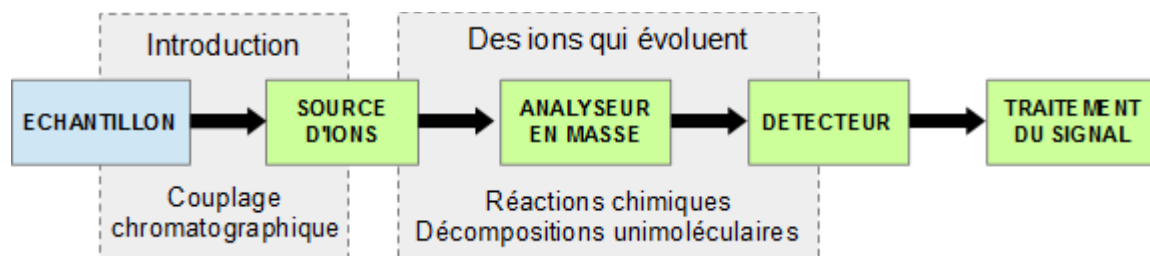 Introduction
Des ions qui évoluent
ECHANTILLON
SOURCE
D'IONS
ANALYSEUR
EN MASSE
DETECTEUR
TRAITEMENT
DU SIGNAL
Couplage
chromatographique
Réactions chimiques
Décompositions unimoléculaires